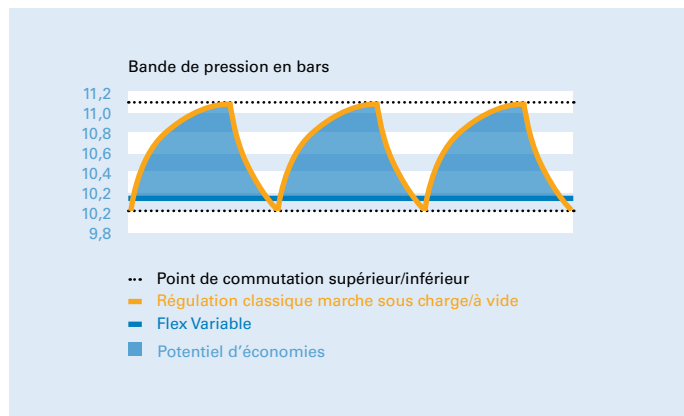 Bande de pression en bars
11,2
11,0
10,8
10,6
10,4
10,2
10,2
9,8
Point de commutation supérieur/inférieur
Régulation classique marche sous charge/à vide
Flex Variable
Potentiel d’économies